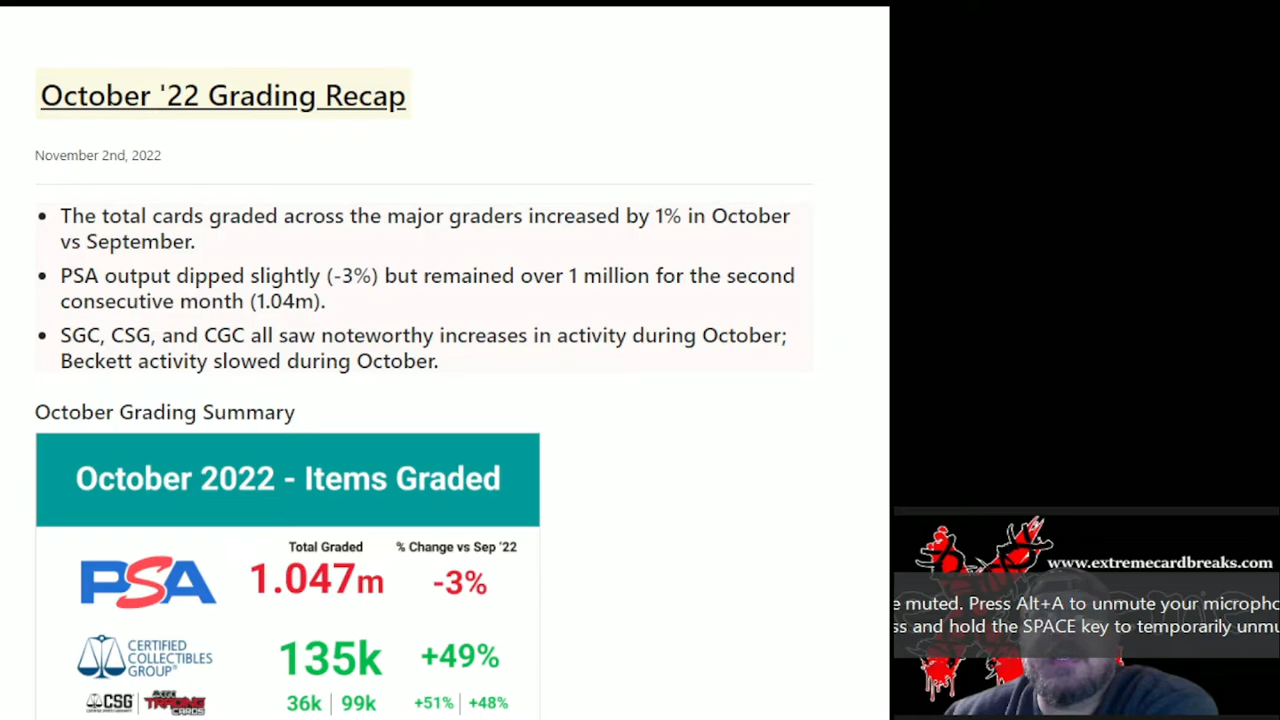 October '22 Grading Recap
November 2nd, 2022
• The total cards graded across the major graders increased by 1% in October
vs September.
• PSA output dipped slightly (-3%) but remained over 1 million for the second
consecutive month (1.04m).
• SGC, CSG, and CGC all saw noteworthy increases in activity during October;
Beckett activity slowed during October.
October Grading Summary
October 2022 - Items Graded
Total Graded % Change vs Sep '22
PSA 1.047m -3%
CERTIFIED
COLLECTIBLES
GROUP 135k +49%
CSG TRADING CARDS 36k 99k +51% +48%
www.extremecardbreaks.com
e muted. Press Alt+A to unmute your micropho
ss and hold the SPACE key to temporarily unmu